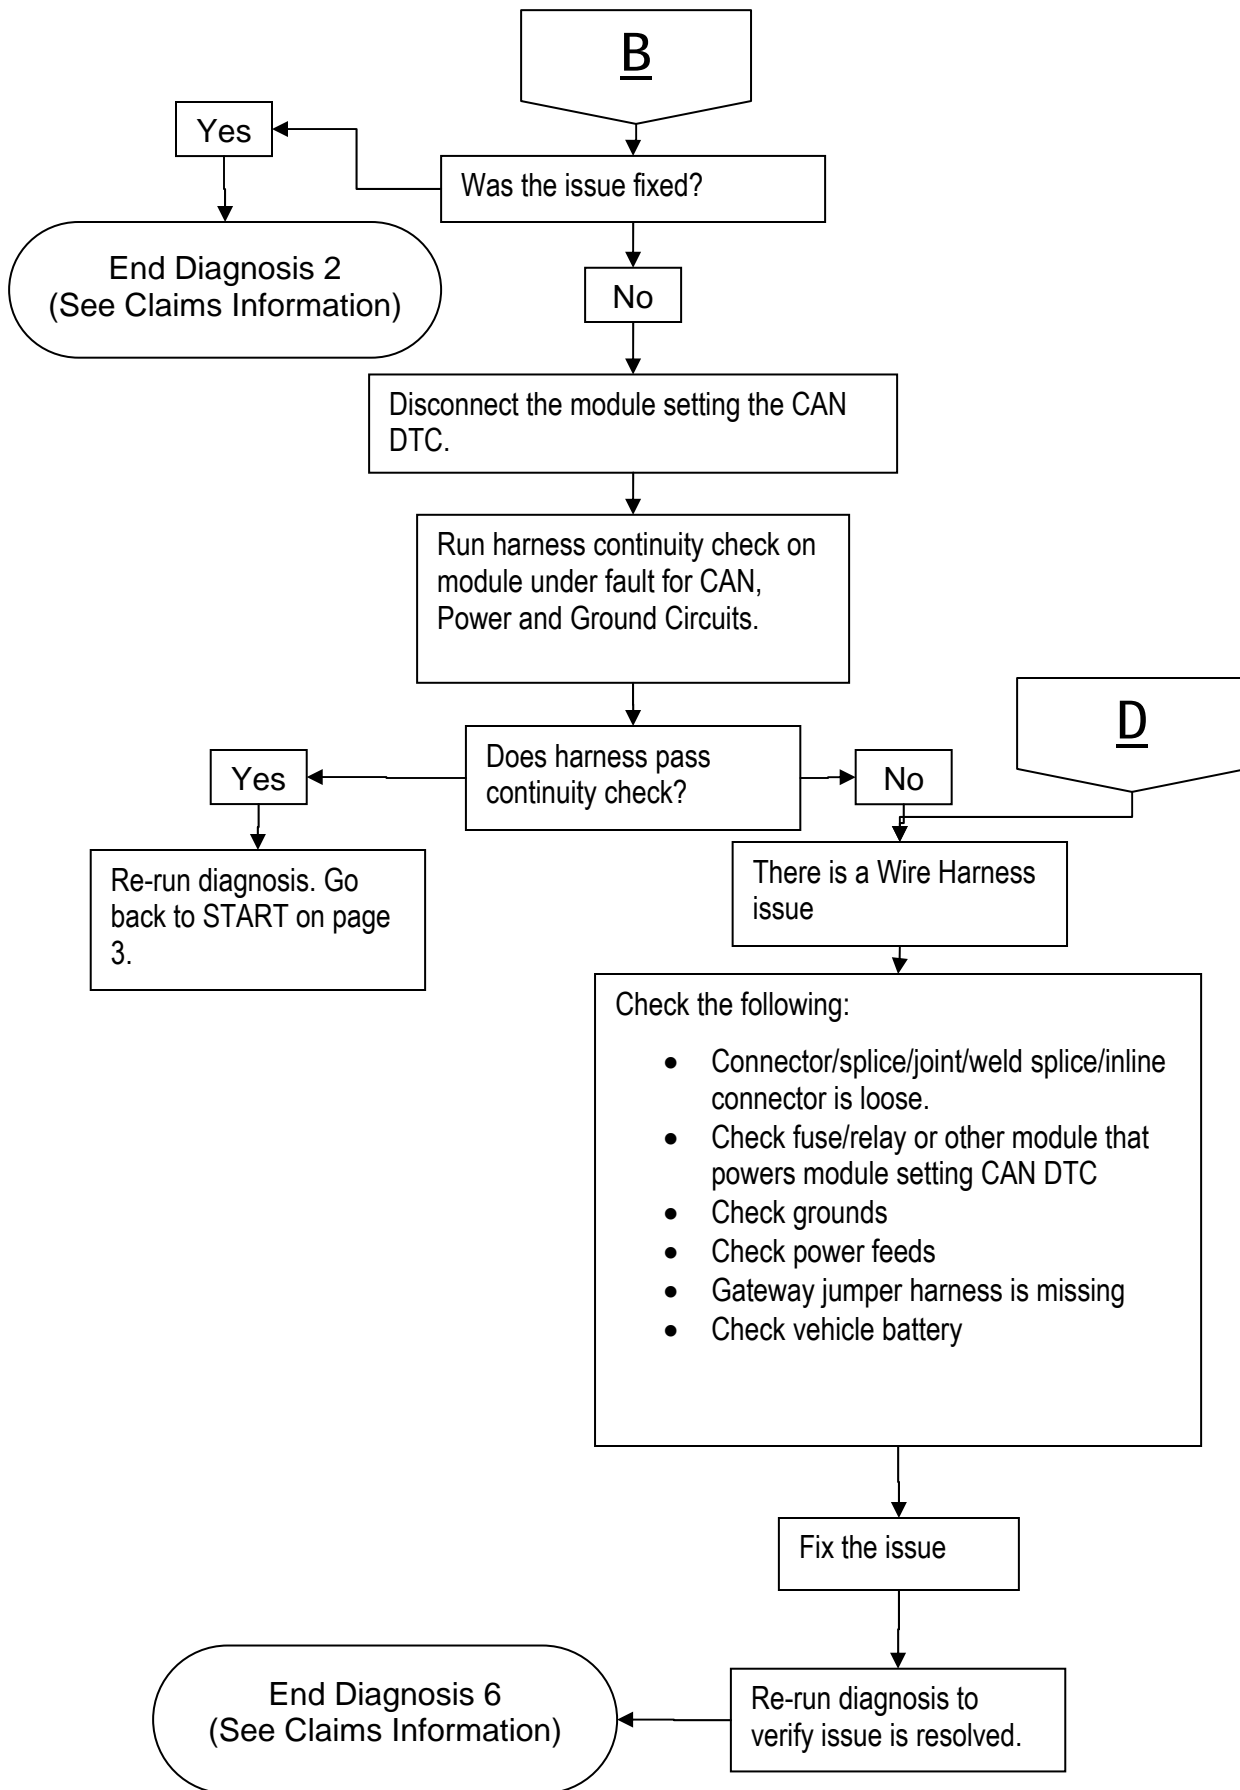 B
Yes
Was the issue fixed?
End Diagnosis 2
(See Claims Information)
No
Disconnect the module setting the CAN
DTC.
Run harness continuity check on
module under fault for CAN,
Power and Ground Circuits.
D
Does harness pass
continuity check?
Yes
No
Re-run diagnosis. Go
back to START on page
3.
There is a Wire Harness
issue
Check the following:
• Connector/splice/joint/weld splice/inline
connector is loose.
• Check fuse/relay or other module that
powers module setting CAN DTC
• Check grounds
• Check power feeds
• Gateway jumper harness is missing
• Check vehicle battery
Fix the issue
Re-run diagnosis to
verify issue is resolved.
End Diagnosis 6
(See Claims Information)